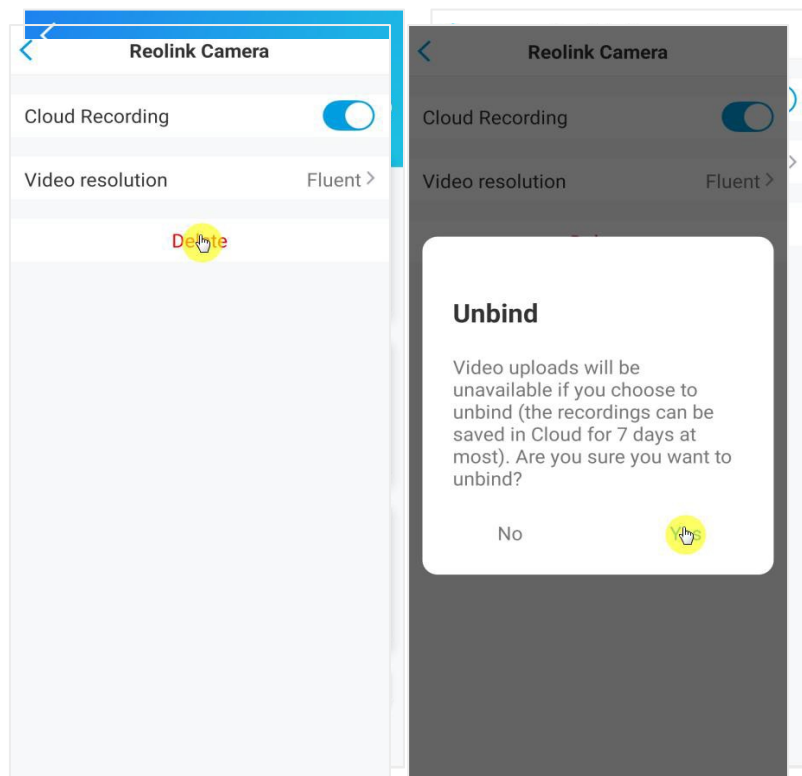 Reolink Camera
Cloud Recording
Video resolution
Fluent >
Delete
Reolink Camera
Cloud Recording
Video resolution
Fluent >
Unbind
Video uploads will be
unavailable if you choose to
unbind (the recordings can be
saved in Cloud for 7 days at
most). Are you sure you want to
unbind?
No
Yes